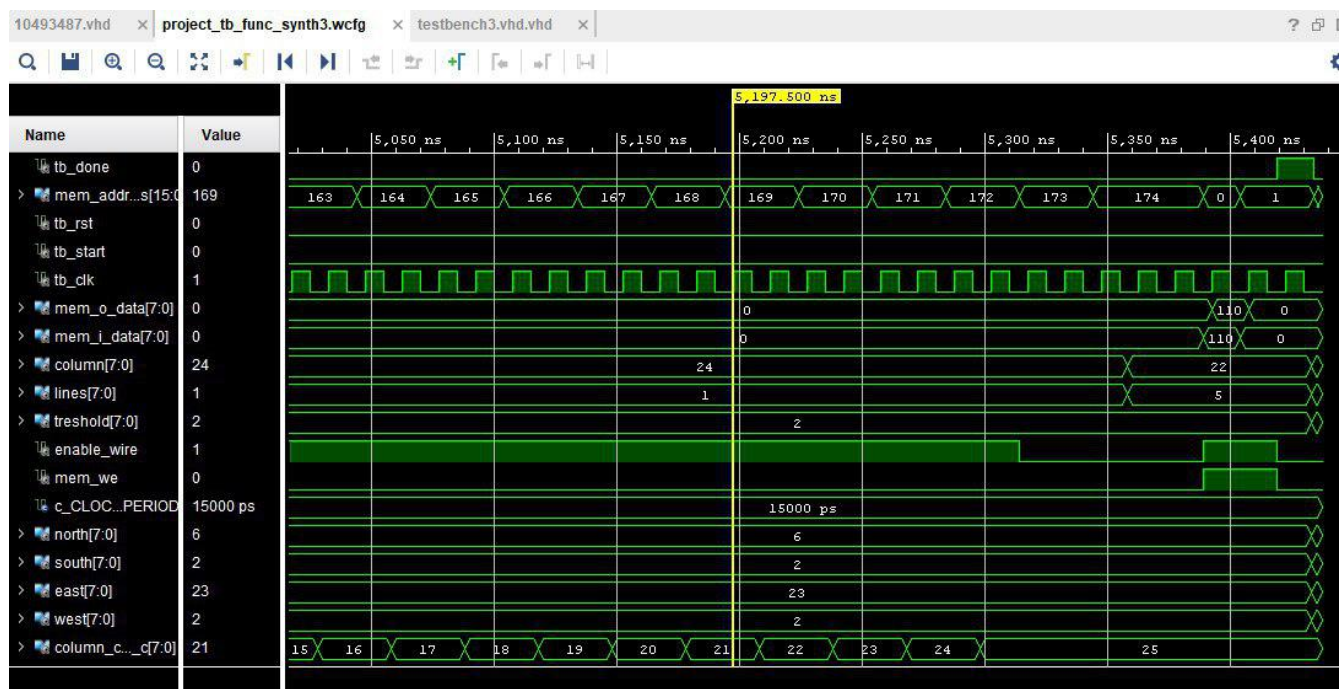 10493487.vhd × project_tb_func_synth3.wcfg × testbench3.vhd.vhd × ?
5,197.500 ns
Name Value 5,050 ns 5,100 ns 5,150 ns 5,200 ns 5,250 ns 5,300 ns 5,350 ns 5,400 ns
tb_done 0
mem_addr...s[15:0 169 163 164 165 166 167 168 169 170 171 172 173 174 0 1
tb_rst 0
tb_start 0
tb_clk 1
mem_o_data[7:0] 0 0 110 0
mem_i_data[7:0] 0 0 110 0
column[7:0] 24 24 22
lines[7:0] 1 1 5
treshold[7:0] 2 2
enable_wire 1
mem_we 0
c_CLOC...PERIOD 15000 ps 15000 ps
north[7:0] 6 6
south[7:0] 2 2
east[7:0] 23 23
west[7:0] 2 2
column_c..._c[7:0] 21 15 16 17 18 19 20 21 22 23 24 25